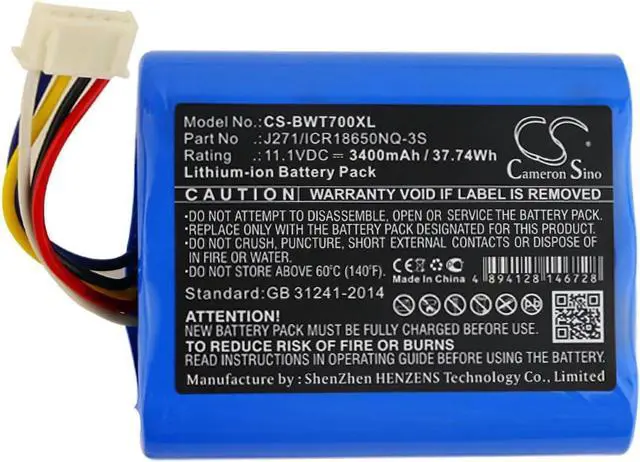 Model No :CS-BWT700XL
Part No :J271/ICR18650NQ-3S
Rating :11.1VDC ⎓ 3400mAh / 37.74Wh
Lithium-ion Battery Pack
Cameron Sino
CAUTION WARRANTY VOID IF LABEL IS REMOVED
•DO NOT ATTEMPT TO DISASSEMBLE, OPEN OR SERVICE THE BATTERY PACK
•REPLACE ONLY WITH THE BATTERY PACK DESIGNATED FOR THIS PRODUCT
•DO NOT CRUSH, PUNCTURE, SHORT EXTERNAL CONTACTS OR DISPOSE OF
IN FIRE OR WATER
•DO NOT STORE ABOVE 60°C (140°F).
Made In China
4 894128 146728
Standard:GB 31241-2014
ATTENTION!
NEW BATTERY PACK MUST BE FULLY CHARGED BEFORE USE
TO REDUCE RISK OF FIRE OR BURNS
READ ALL INSTRUCTIONS IN OPERATING GUIDE BEFORE USING BATTERY
Manufacture by : ShenZhen HENZENS Technology Co., Limited